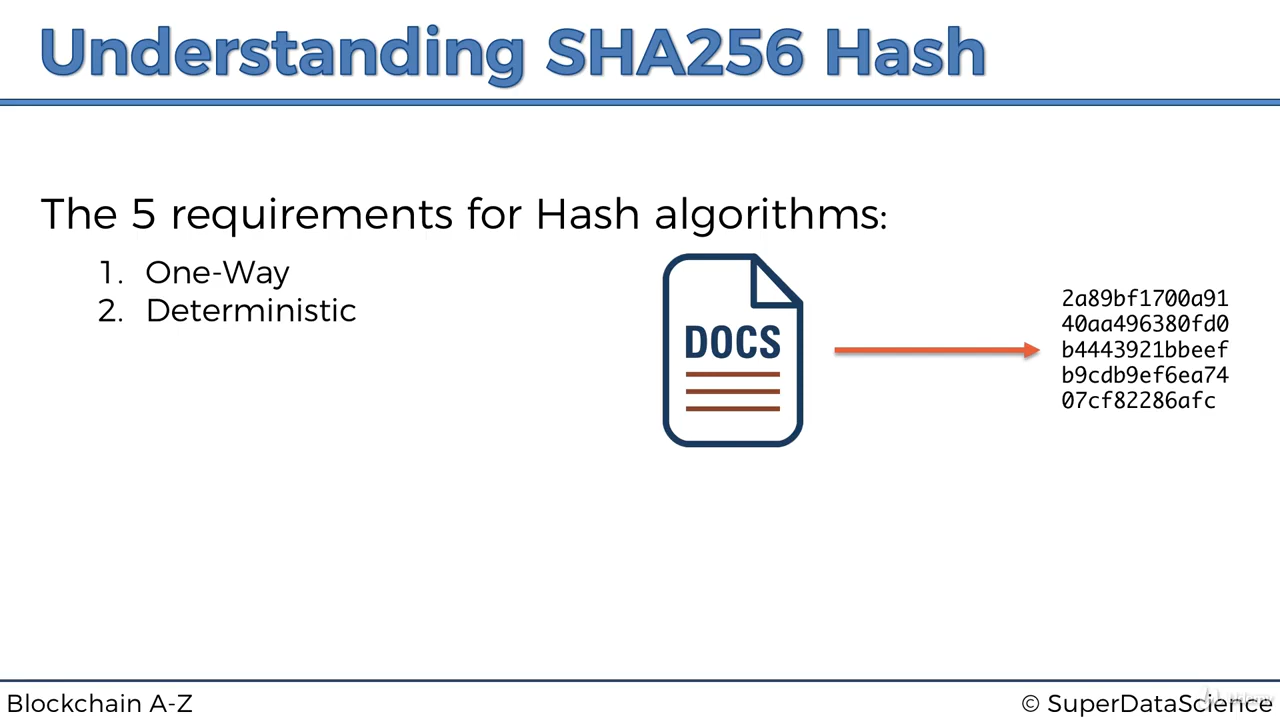 Understanding SHA256 Hash
The 5 requirements for Hash algorithms:
1. One-Way
2. Deterministic
DOCS
2a89bf1700a91
40aa496380fd0
b4443921bbeef
b9cdb9ef6ea74
07cf82286afc
Blockchain A-Z
© SuperDataScience